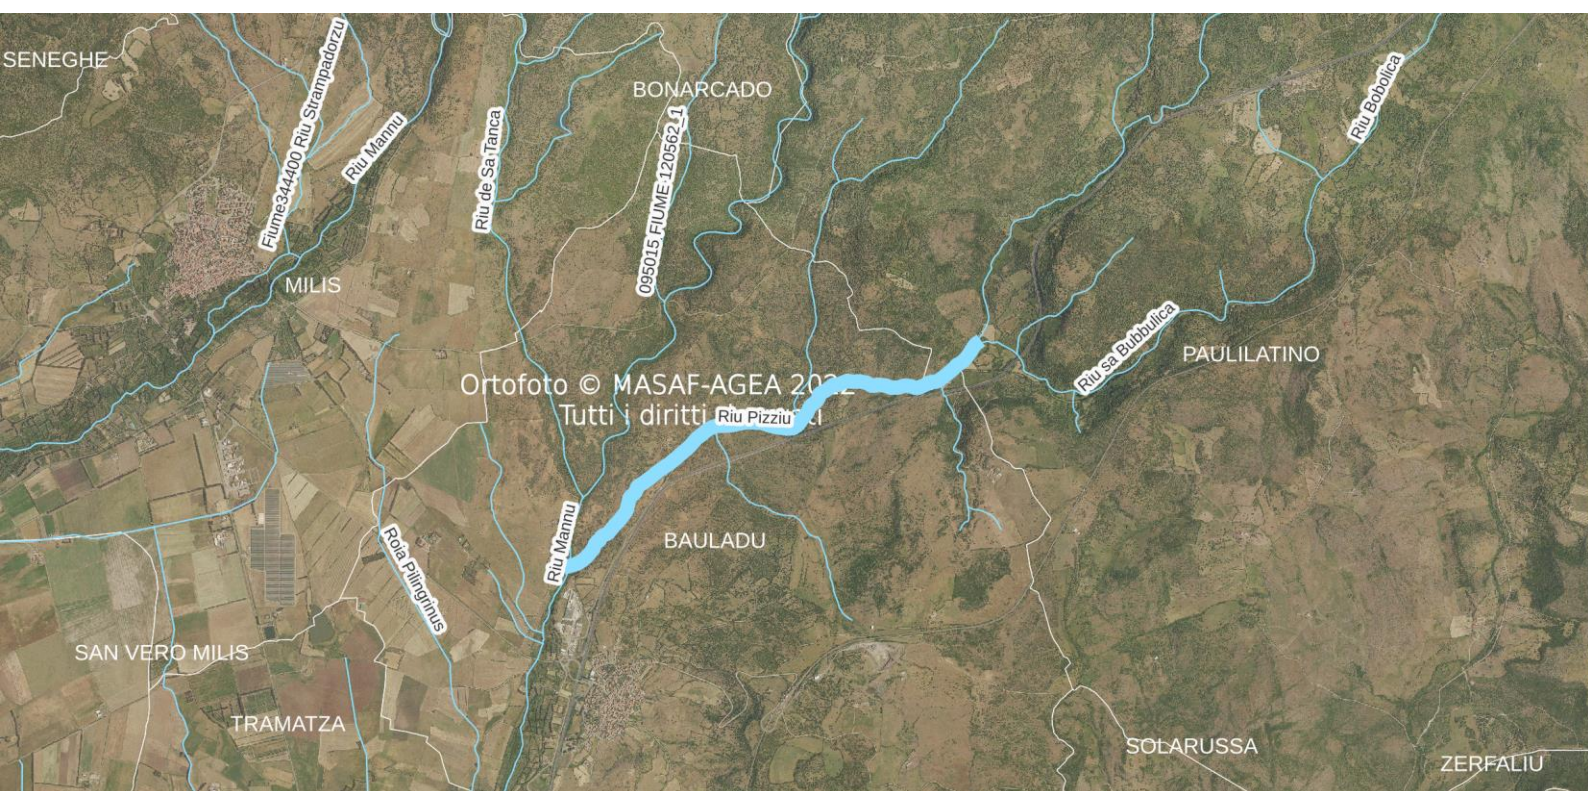 SENEGHE
Fiume344400 Riu Strampadorzu
Riu Mannu
Riu de Sa Tanca
BONARCADO
095015 FIUME 120562_1
Riu Bobolica
MILIS
Riu sa Bubbulica
PAULILATINO
Ortofoto © MASAF-AGEA 2022
Tutti i diritti
Riu Pizziu
Riu Mannu
BAULADU
Roia Pilingrinus
SAN VERO MILIS
TRAMATZA
SOLARUSSA
ZERFALIU